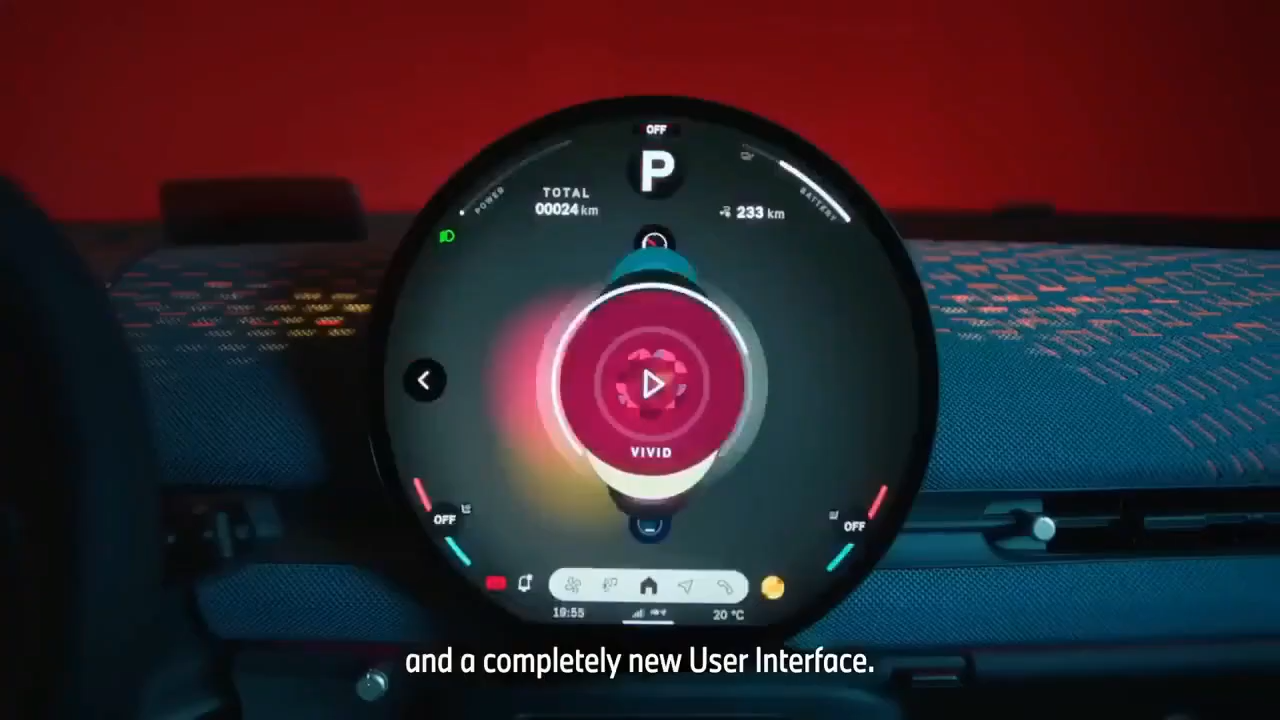 OFF
P
POWER
TOTAL
00024 km
233 km
BATTERY
VIVID
OFF
OFF
19:55
20 °C
and a completely new User Interface.